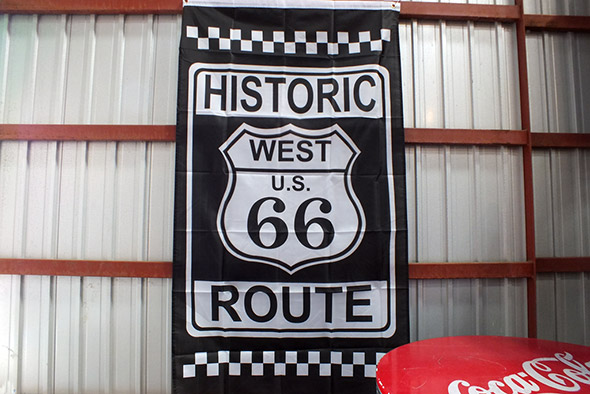 HISTORIC
WEST
U.S.
66
ROUTE
Coca-Cola